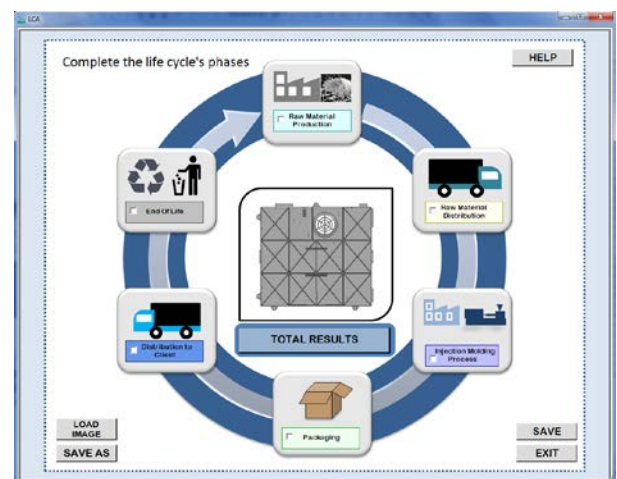 LCA
Complete the life cycle's phases
HELP
Raw Material
Production
Raw Material
Distribution
Injection Molding
Process
Packaging
Distribution to
Client
End Of Life
TOTAL RESULTS
LOAD
IMAGE
SAVE AS
SAVE
EXIT